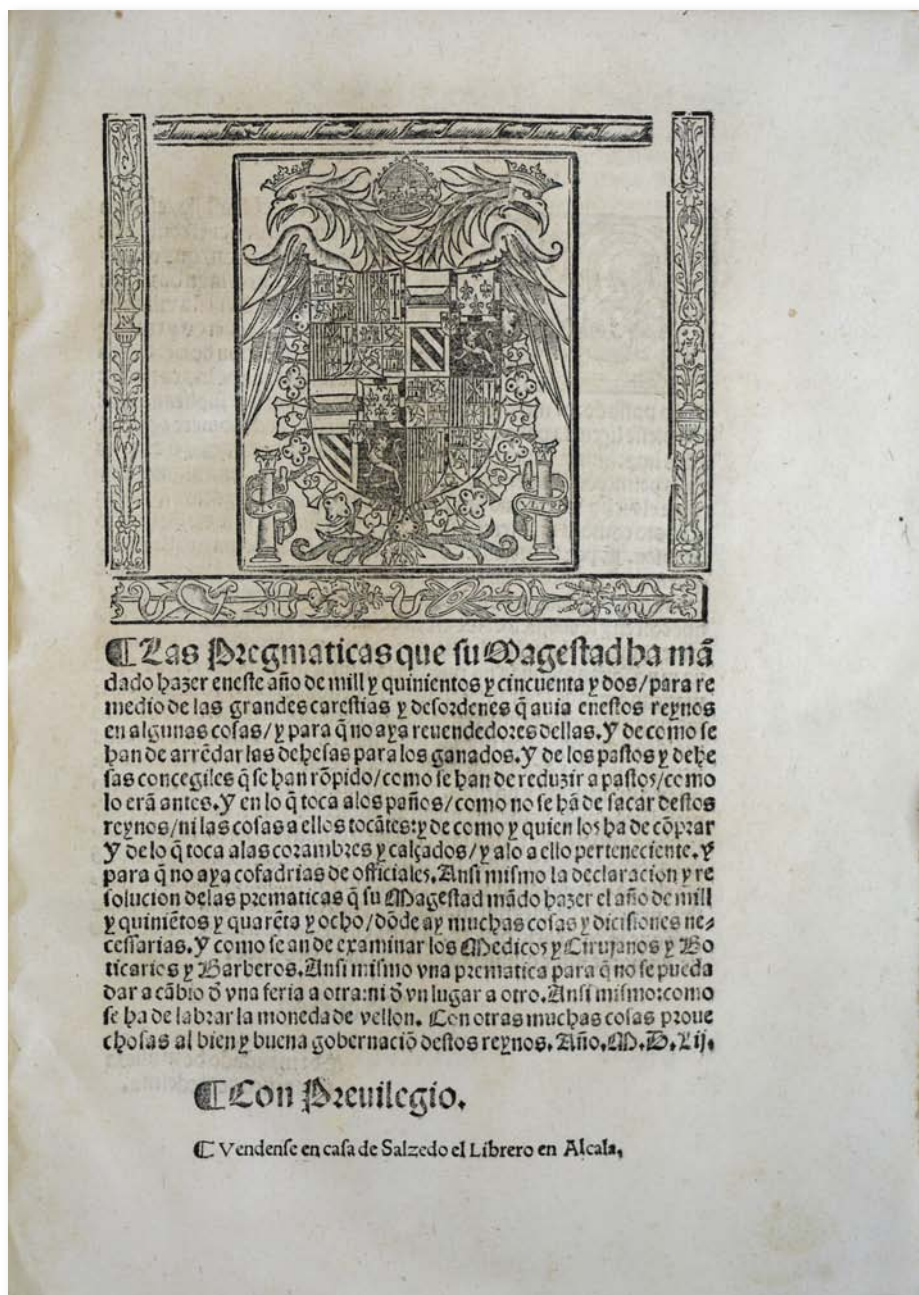 ¶ Las Pregmaticas que su Magestad ha mã
dado hazer eneste año de mill y quinientos y cincuenta y dos/para re
medio de las grandes carestias y desordenes q̃ auia enestos reynos
en algunas cosas/y para q̃ no aya reuendedores dellas. Y de como se
han de arrẽdar las dehesas para los ganados. Y de los pastos y dehe
sas concegiles q̃ se han rõpido/como se han de reduzir a pastos/como
lo erã antes. Y en lo q̃ toca alos paños/como no se hã de sacar destos
reynos/ni las cosas a ellos tocãtes: y de como y quien los ha de cõprar
Y de lo q̃ toca alas corambres y calçados/y alo a ello perteneciente. Y
para q̃ no aya cofadrias de officiales. Ansi mismo la declaracion y re
solucion delas prematicas q̃ su Magestad mãdo hazer el año de mill
y quiniẽtos y quarẽta y ocho/dõde ay muchas cosas y dicisiones ne⸗
cessarias. Y como se an de examinar los Medicos y Cirujanos y Bo
ticarios y Barberos. Ansi mismo vna prematica para q̃ no se pueda
dar a cãbio d̃ vna feria a otra: ni d̃ vn lugar a otro. Ansi mismo: como
se ha de labrar la moneda de vellon. Con otras muchas cosas proue
chosas al bien y buena gobernaciõ destos reynos. Año. M. D. Lij.
¶ Con Preuilegio.
¶ Vendense en casa de Salzedo el Librero en Alcala,